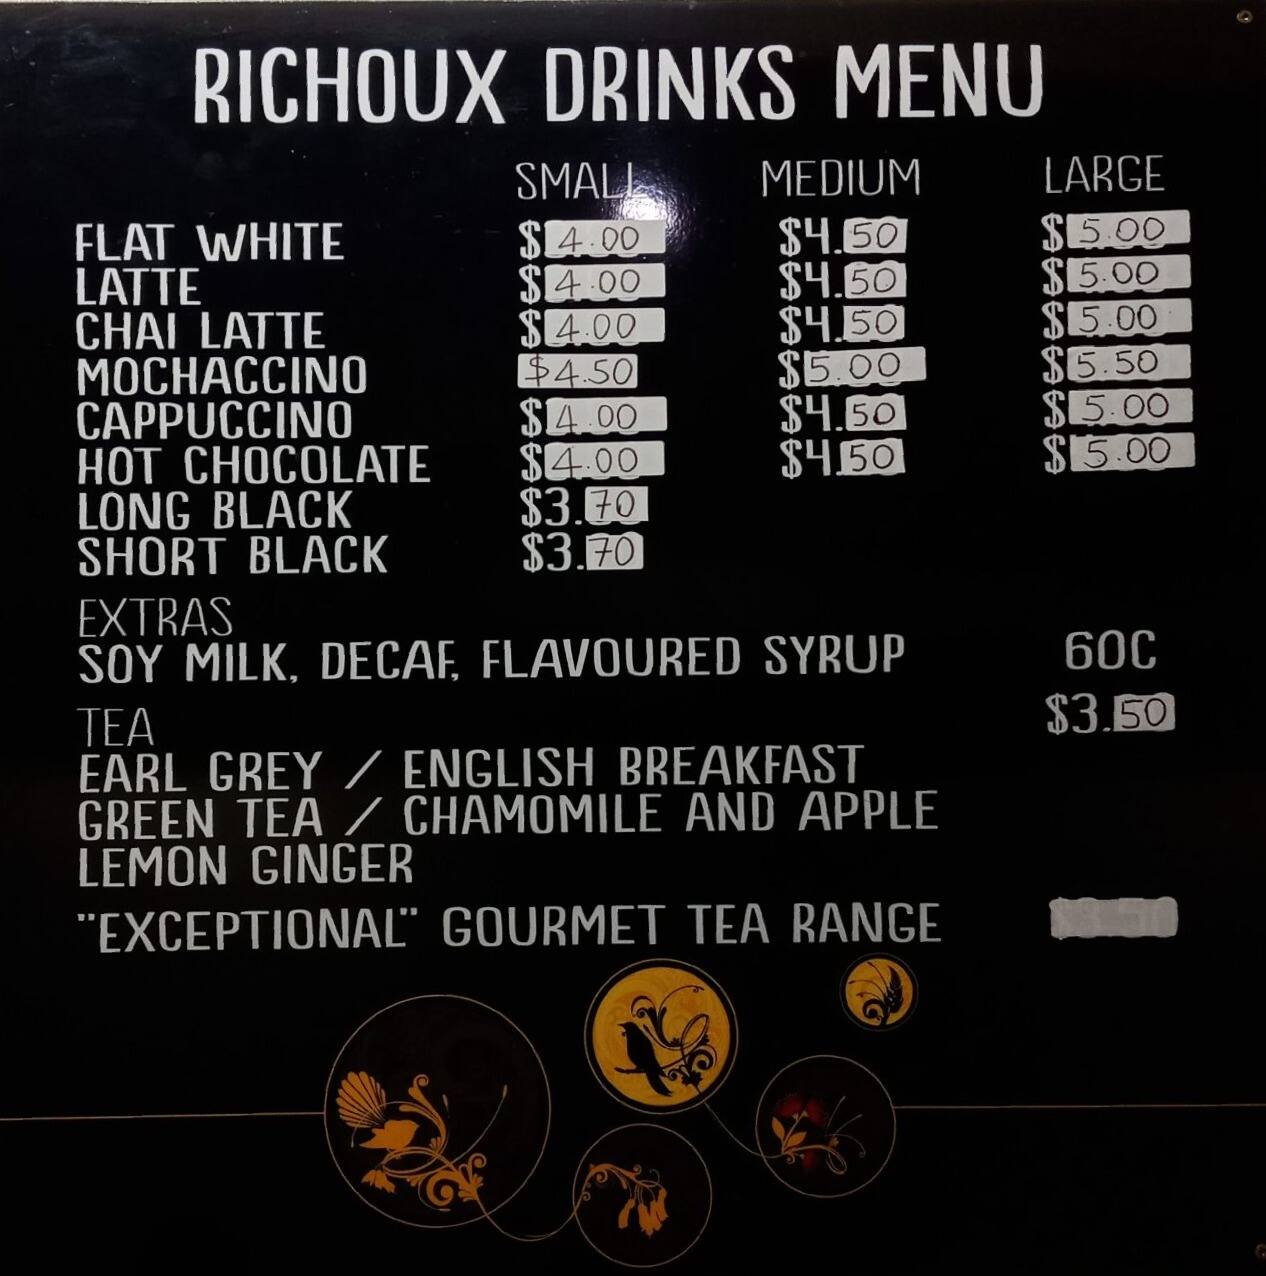 RICHOUX DRINKS MENU
SMALL MEDIUM LARGE
FLAT WHITE $4.00 $4.50 $5.00
LATTE $4.00 $4.50 $5.00
CHAI LATTE $4.00 $4.50 $5.00
MOCHACCINO $4.50 $5.00 $5.50
CAPPUCCINO $4.00 $4.50 $5.00
HOT CHOCOLATE $4.00 $4.50 $5.00
LONG BLACK $3.70
SHORT BLACK $3.70
EXTRAS
SOY MILK, DECAF, FLAVOURED SYRUP 60C
TEA $3.50
EARL GREY / ENGLISH BREAKFAST
GREEN TEA / CHAMOMILE AND APPLE
LEMON GINGER
"EXCEPTIONAL" GOURMET TEA RANGE